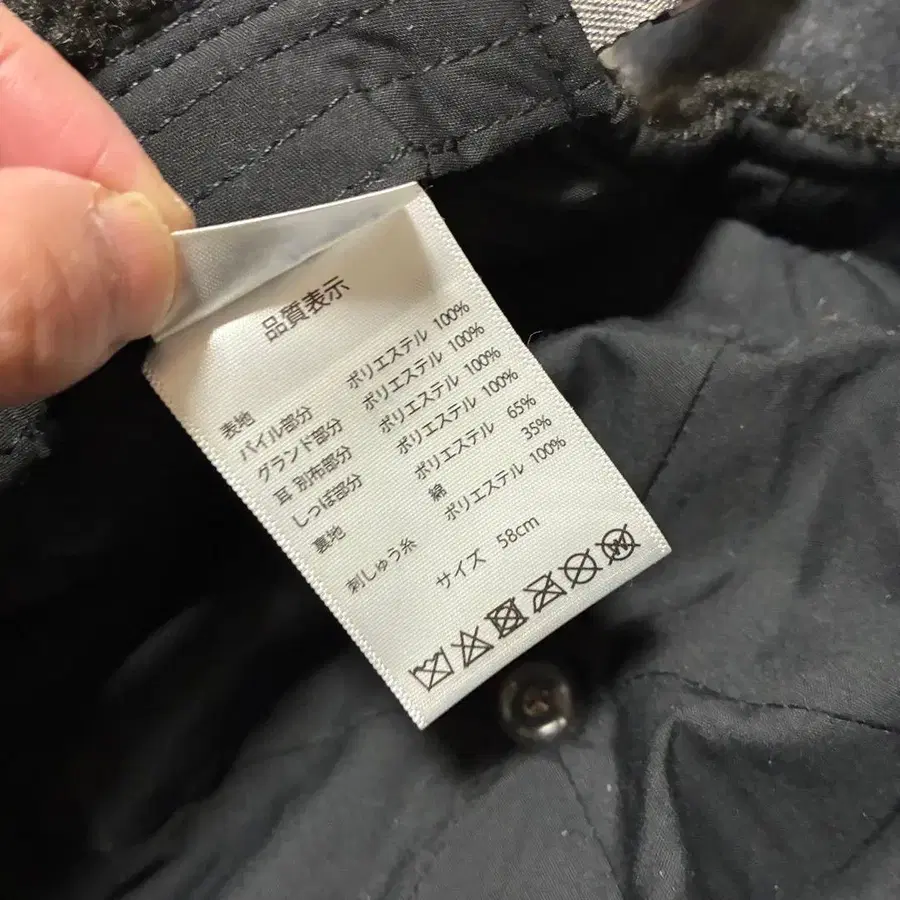 品質表示
表地
パイル部分 ポリエステル 100%
グランド部分 ポリエステル 100%
耳 別布部分 ポリエステル 100%
しっぽ部分 ポリエステル 100%
裏地 ポリエステル 65%
綿 35%
刺しゅう糸 ポリエステル 100%
サイズ 58cm